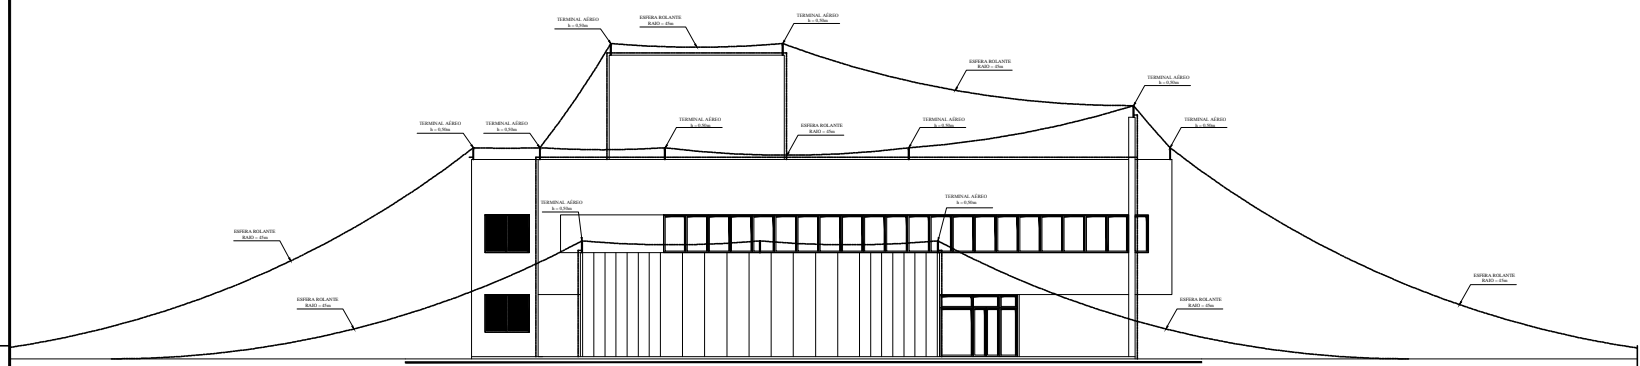 TERMINAL AÉREO
h = 0,50m
ESFERA ROLANTE
RAIO = 45m
TERMINAL AÉREO
h = 0,50m
ESFERA ROLANTE
RAIO = 45m
TERMINAL AÉREO
h = 0,50m
TERMINAL AÉREO
h = 0,50m
TERMINAL AÉREO
h = 0,50m
TERMINAL AÉREO
h = 0,50m
ESFERA ROLANTE
RAIO = 45m
TERMINAL AÉREO
h = 0,50m
TERMINAL AÉREO
h = 0,50m
TERMINAL AÉREO
h = 0,50m
TERMINAL AÉREO
h = 0,50m
ESFERA ROLANTE
RAIO = 45m
ESFERA ROLANTE
RAIO = 45m
ESFERA ROLANTE
RAIO = 45m
ESFERA ROLANTE
RAIO = 45m